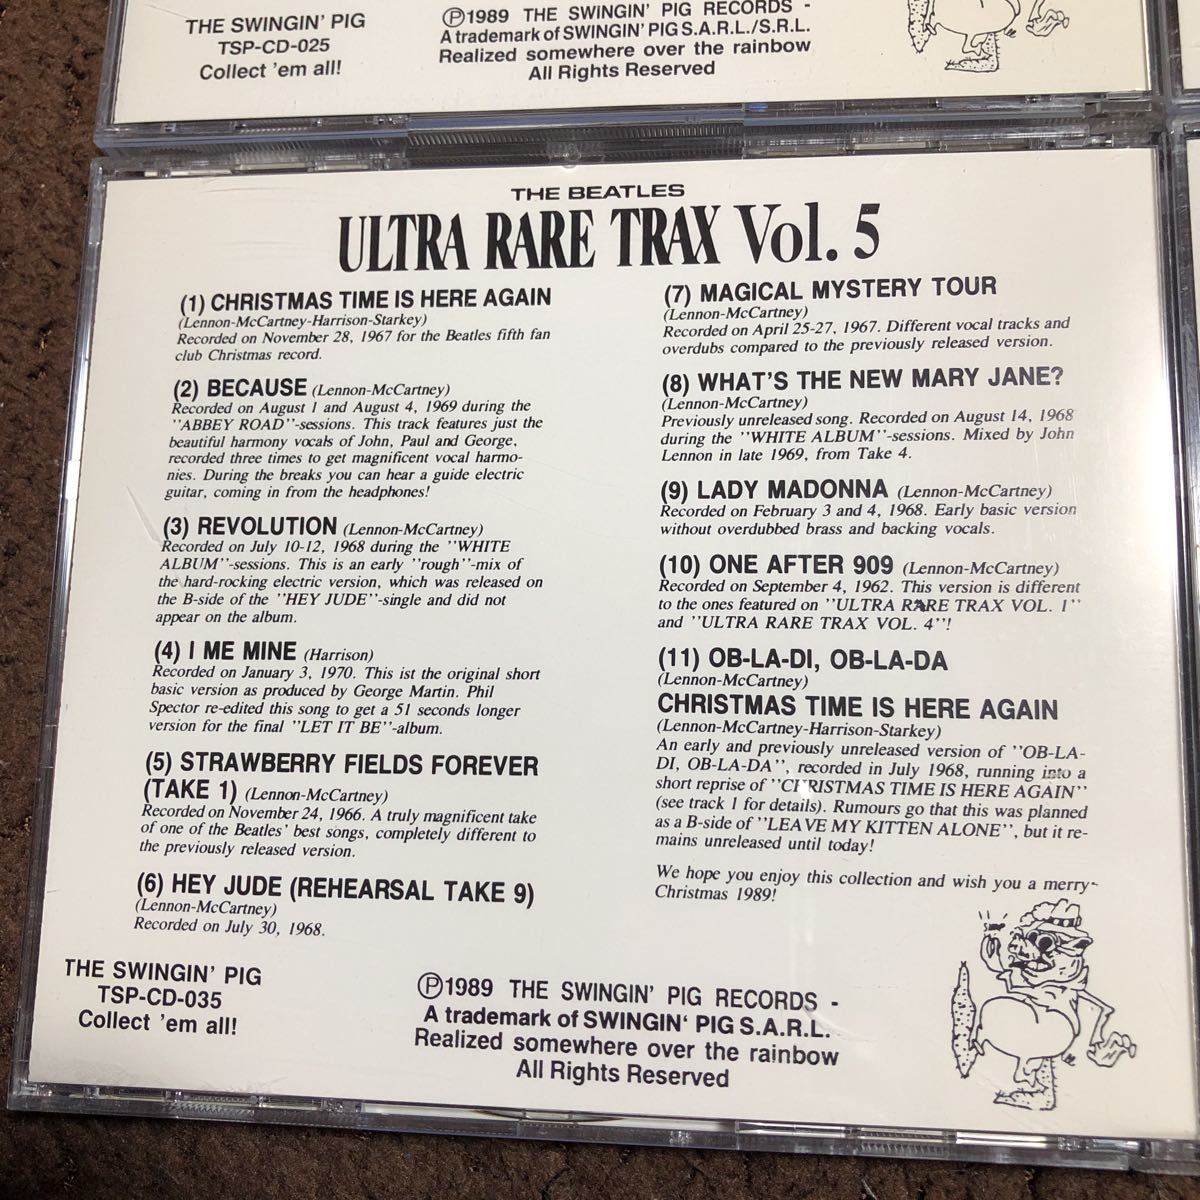 THE SWINGIN' PIG
TSP-CD-025
Collect 'em all!
Ⓟ1989 THE SWINGIN' PIG RECORDS -
A trademark of SWINGIN' PIG S.A.R.L./S.R.L.
Realized somewhere over the rainbow
All Rights Reserved
THE BEATLES
ULTRA RARE TRAX Vol. 5
(1) CHRISTMAS TIME IS HERE AGAIN
(Lennon-McCartney-Harrison-Starkey)
Recorded on November 28, 1967 for the Beatles fifth fan
club Christmas record.
(2) BECAUSE (Lennon-McCartney)
Recorded on August 1 and August 4, 1969 during the
"ABBEY ROAD"-sessions. This track features just the
beautiful harmony vocals of John, Paul and George,
recorded three times to get magnificent vocal harmo-
nies. During the breaks you can hear a guide electric
guitar, coming in from the headphones!
(3) REVOLUTION (Lennon-McCartney)
Recorded on July 10-12, 1968 during the "WHITE
ALBUM"-sessions. This is an early "rough"-mix of
the hard-rocking electric version, which was released on
the B-side of the "HEY JUDE"-single and did not
appear on the album.
(4) I ME MINE (Harrison)
Recorded on January 3, 1970. This ist the original short
basic version as produced by George Martin. Phil
Spector re-edited this song to get a 51 seconds longer
version for the final "LET IT BE"-album.
(5) STRAWBERRY FIELDS FOREVER
(TAKE 1) (Lennon-McCartney)
Recorded on November 24, 1966. A truly magnificent take
of one of the Beatles' best songs, completely different to
the previously released version.
(6) HEY JUDE (REHEARSAL TAKE 9)
(Lennon-McCartney)
Recorded on July 30, 1968.
(7) MAGICAL MYSTERY TOUR
(Lennon-McCartney)
Recorded on April 25-27, 1967. Different vocal tracks and
overdubs compared to the previously released version.
(8) WHAT'S THE NEW MARY JANE?
(Lennon-McCartney)
Previously unreleased song. Recorded on August 14, 1968
during the "WHITE ALBUM"-sessions. Mixed by John
Lennon in late 1969, from Take 4.
(9) LADY MADONNA (Lennon-McCartney)
Recorded on February 3 and 4, 1968. Early basic version
without overdubbed brass and backing vocals.
(10) ONE AFTER 909 (Lennon-McCartney)
Recorded on September 4, 1962. This version is different
to the ones featured on "ULTRA RARE TRAX VOL. 1"
and "ULTRA RARE TRAX VOL. 4"!
(11) OB-LA-DI, OB-LA-DA
(Lennon-McCartney)
CHRISTMAS TIME IS HERE AGAIN
(Lennon-McCartney-Harrison-Starkey)
An early and previously unreleased version of "OB-LA-
DI, OB-LA-DA", recorded in July 1968, running into a
short reprise of "CHRISTMAS TIME IS HERE AGAIN"
(see track 1 for details). Rumours go that this was planned
as a B-side of "LEAVE MY KITTEN ALONE", but it re-
mains unreleased until today!
We hope you enjoy this collection and wish you a merry
Christmas 1989!
THE SWINGIN' PIG
TSP-CD-035
Collect 'em all!
Ⓟ1989 THE SWINGIN' PIG RECORDS -
A trademark of SWINGIN' PIG S.A.R.L.
Realized somewhere over the rainbow
All Rights Reserved